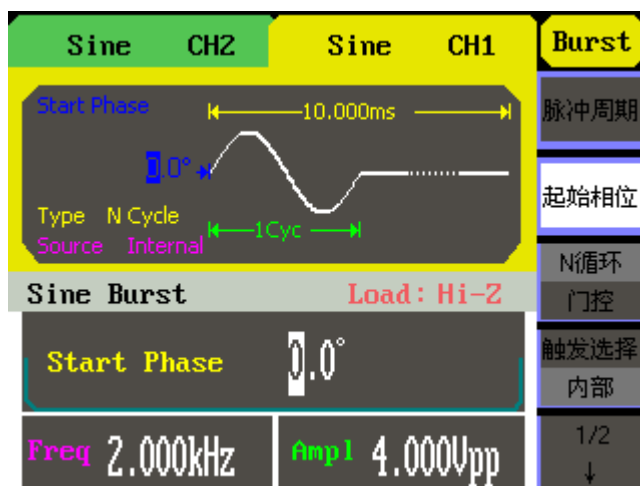 Sine CH2 Sine CH1 Burst
Start Phase 10.000ms
0.0°
Type N Cycle
Source Internal
1Cyc
Sine Burst Load: Hi-Z
Start Phase 0.0°
Freq 2.000kHz Ampl 4.000Vpp
脉冲周期
起始相位
N循环
门控
触发选择
内部
1/2
↓